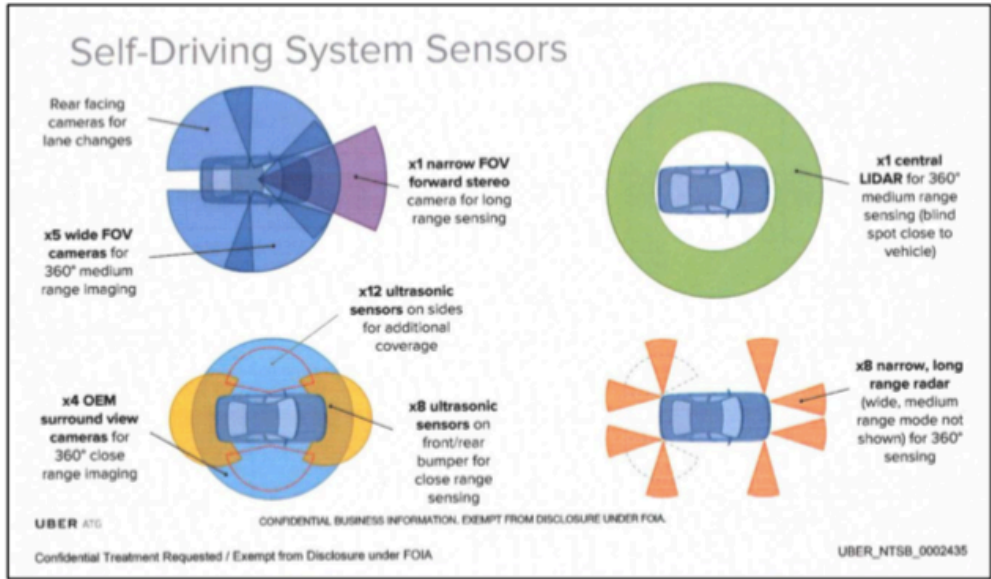 Self-Driving System Sensors
Rear facing
cameras for
lane changes
x1 narrow FOV
forward stereo
camera for long
range sensing
x5 wide FOV
cameras for
360° medium
range imaging
x1 central
LIDAR for 360°
medium range
sensing (blind
spot close to
vehicle)
x12 ultrasonic
sensors on sides
for additional
coverage
x4 OEM
surround view
cameras for
360° close
range imaging
x8 ultrasonic
sensors on
front/rear
bumper for
close range
sensing
x8 narrow, long
range radar
(wide, medium
range mode not
shown) for 360°
sensing
UBER ATG
CONFIDENTIAL BUSINESS INFORMATION. EXEMPT FROM DISCLOSURE UNDER FOIA.
Confidential Treatment Requested / Exempt from Disclosure under FOIA
UBER_NTSB_0002435